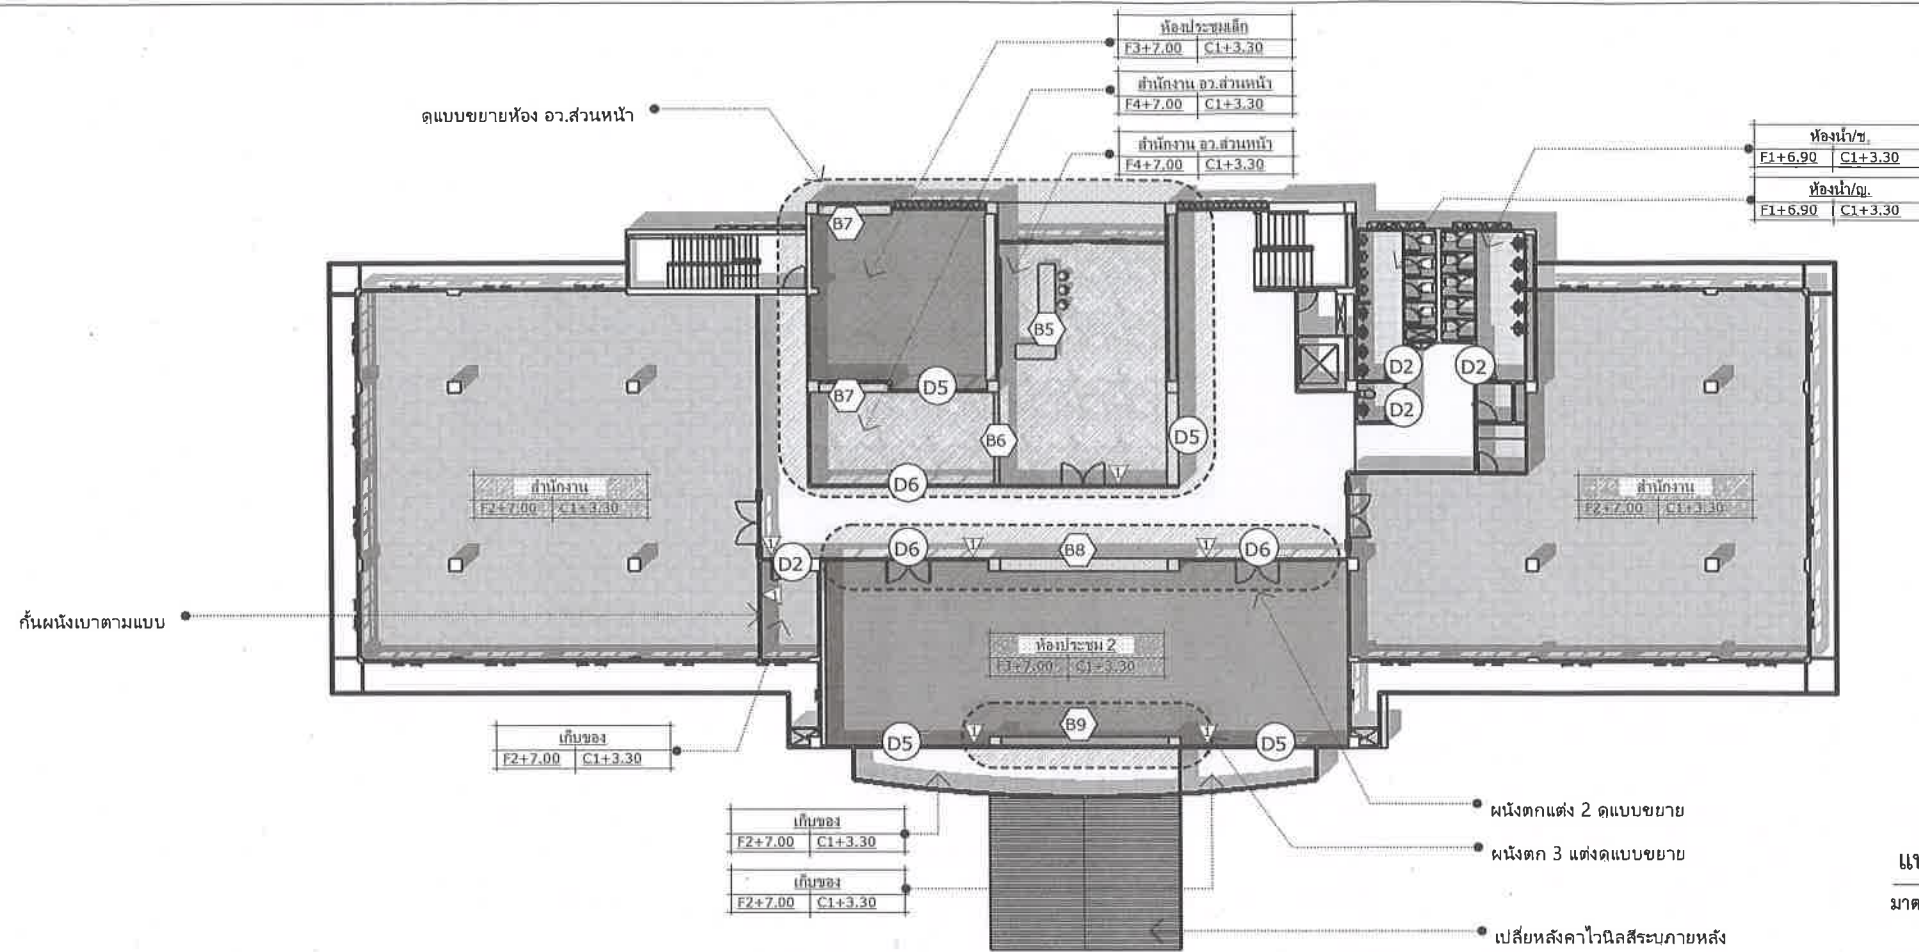 ห้องประชุมเล็ก
F3+7.00 C1+3.30
สำนักงาน อว.ส่วนหน้า
F4+7.00 C1+3.30
สำนักงาน อว.ส่วนหน้า
F4+7.00 C1+3.30
ดูแบบขยายห้อง อว.ส่วนหน้า
ห้องน้ำ/ช.
F1+6.90 C1+3.30
ห้องน้ำ/ญ.
F1+6.90 C1+3.30
B7
B5
D2 D2
B7 D5
D2
B6 D5
D6
สำนักงาน
F2+7.00 C1+3.30
สำนักงาน
F2+7.00 C1+3.30
1
1 1 1
D2 D6 B8 D6
1
กั้นผนังเบาตามแบบ
ห้องประชุม 2
F3+7.00 C1+3.30
B9
1 1
D5 D5
เก็บของ
F2+7.00 C1+3.30
เก็บของ
F2+7.00 C1+3.30
เก็บของ
F2+7.00 C1+3.30
ผนังตกแต่ง 2 ดูแบบขยาย
ผนังตก 3 แต่งดูแบบขยาย
เปลี่ยหลังคาไวนิลสีระบุภายหลัง